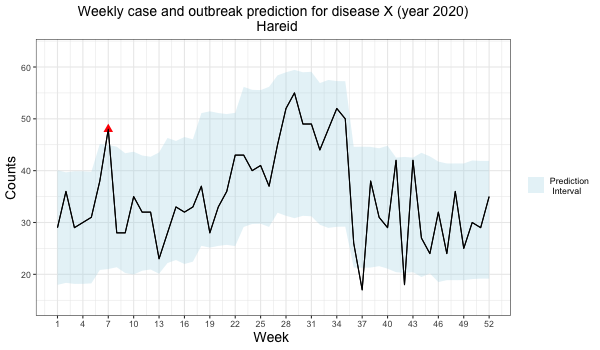 Weekly case and outbreak prediction for disease X (year 2020)
Hareid
Counts
60
50
40
30
20
1 4 7 10 13 16 19 22 25 28 31 34 37 40 43 46 49 52
Week
Prediction
Interval